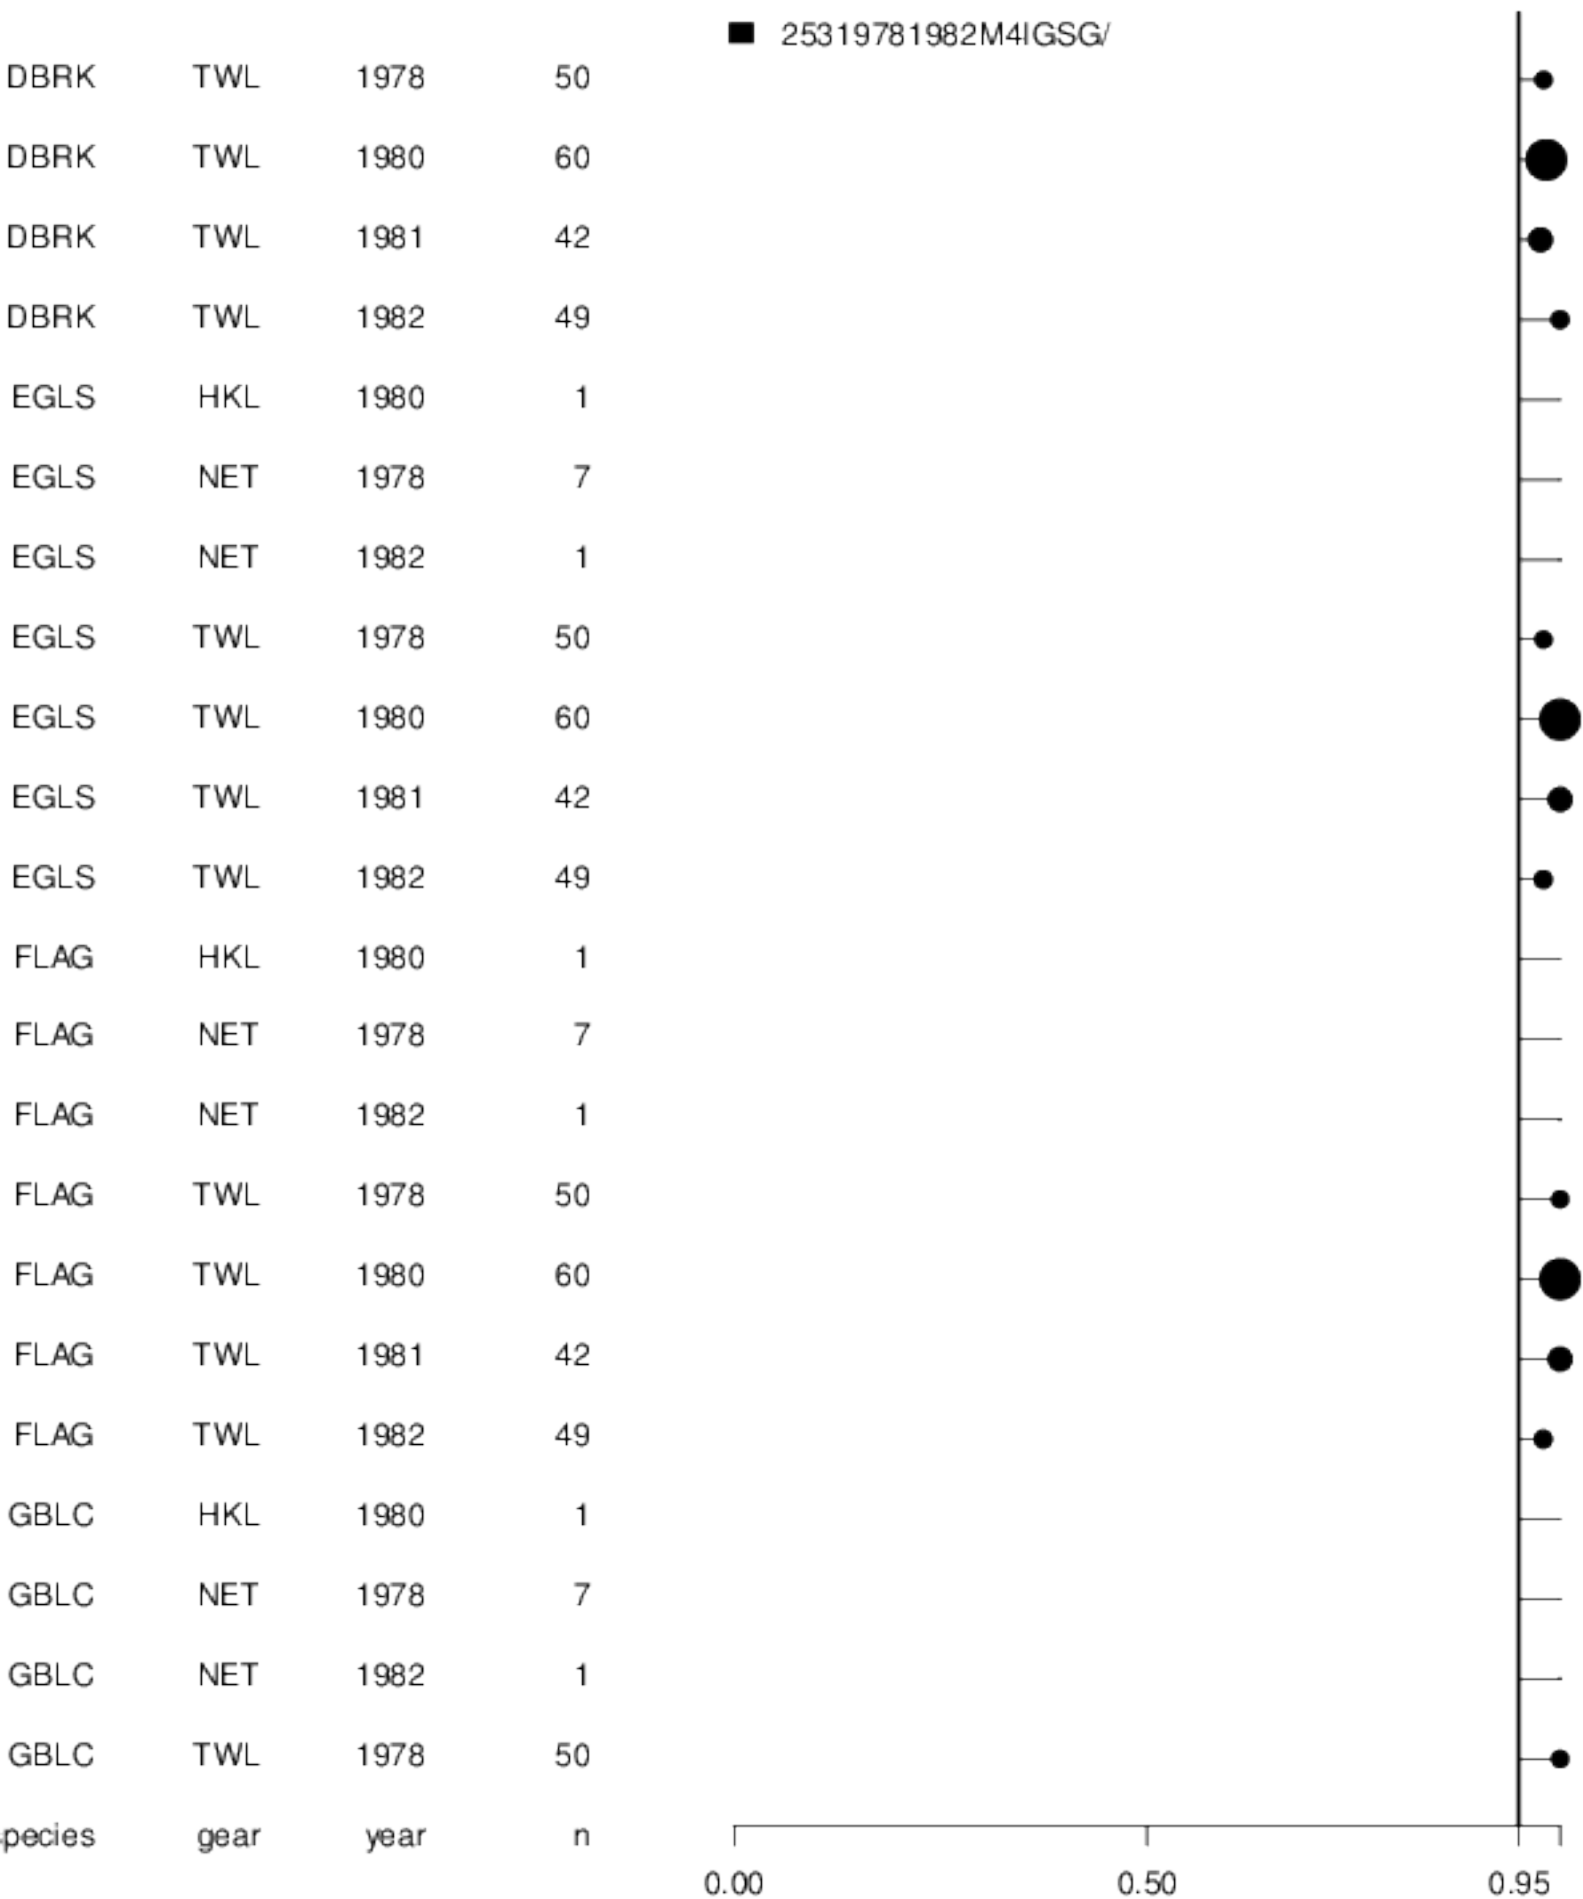 25319781982M4IGSG/
DBRK TWL 1978 50
DBRK TWL 1980 60
DBRK TWL 1981 42
DBRK TWL 1982 49
EGLS HKL 1980 1
EGLS NET 1978 7
EGLS NET 1982 1
EGLS TWL 1978 50
EGLS TWL 1980 60
EGLS TWL 1981 42
EGLS TWL 1982 49
FLAG HKL 1980 1
FLAG NET 1978 7
FLAG NET 1982 1
FLAG TWL 1978 50
FLAG TWL 1980 60
FLAG TWL 1981 42
FLAG TWL 1982 49
GBLC HKL 1980 1
GBLC NET 1978 7
GBLC NET 1982 1
GBLC TWL 1978 50
pecies gear year n
0.00 0.50 0.95